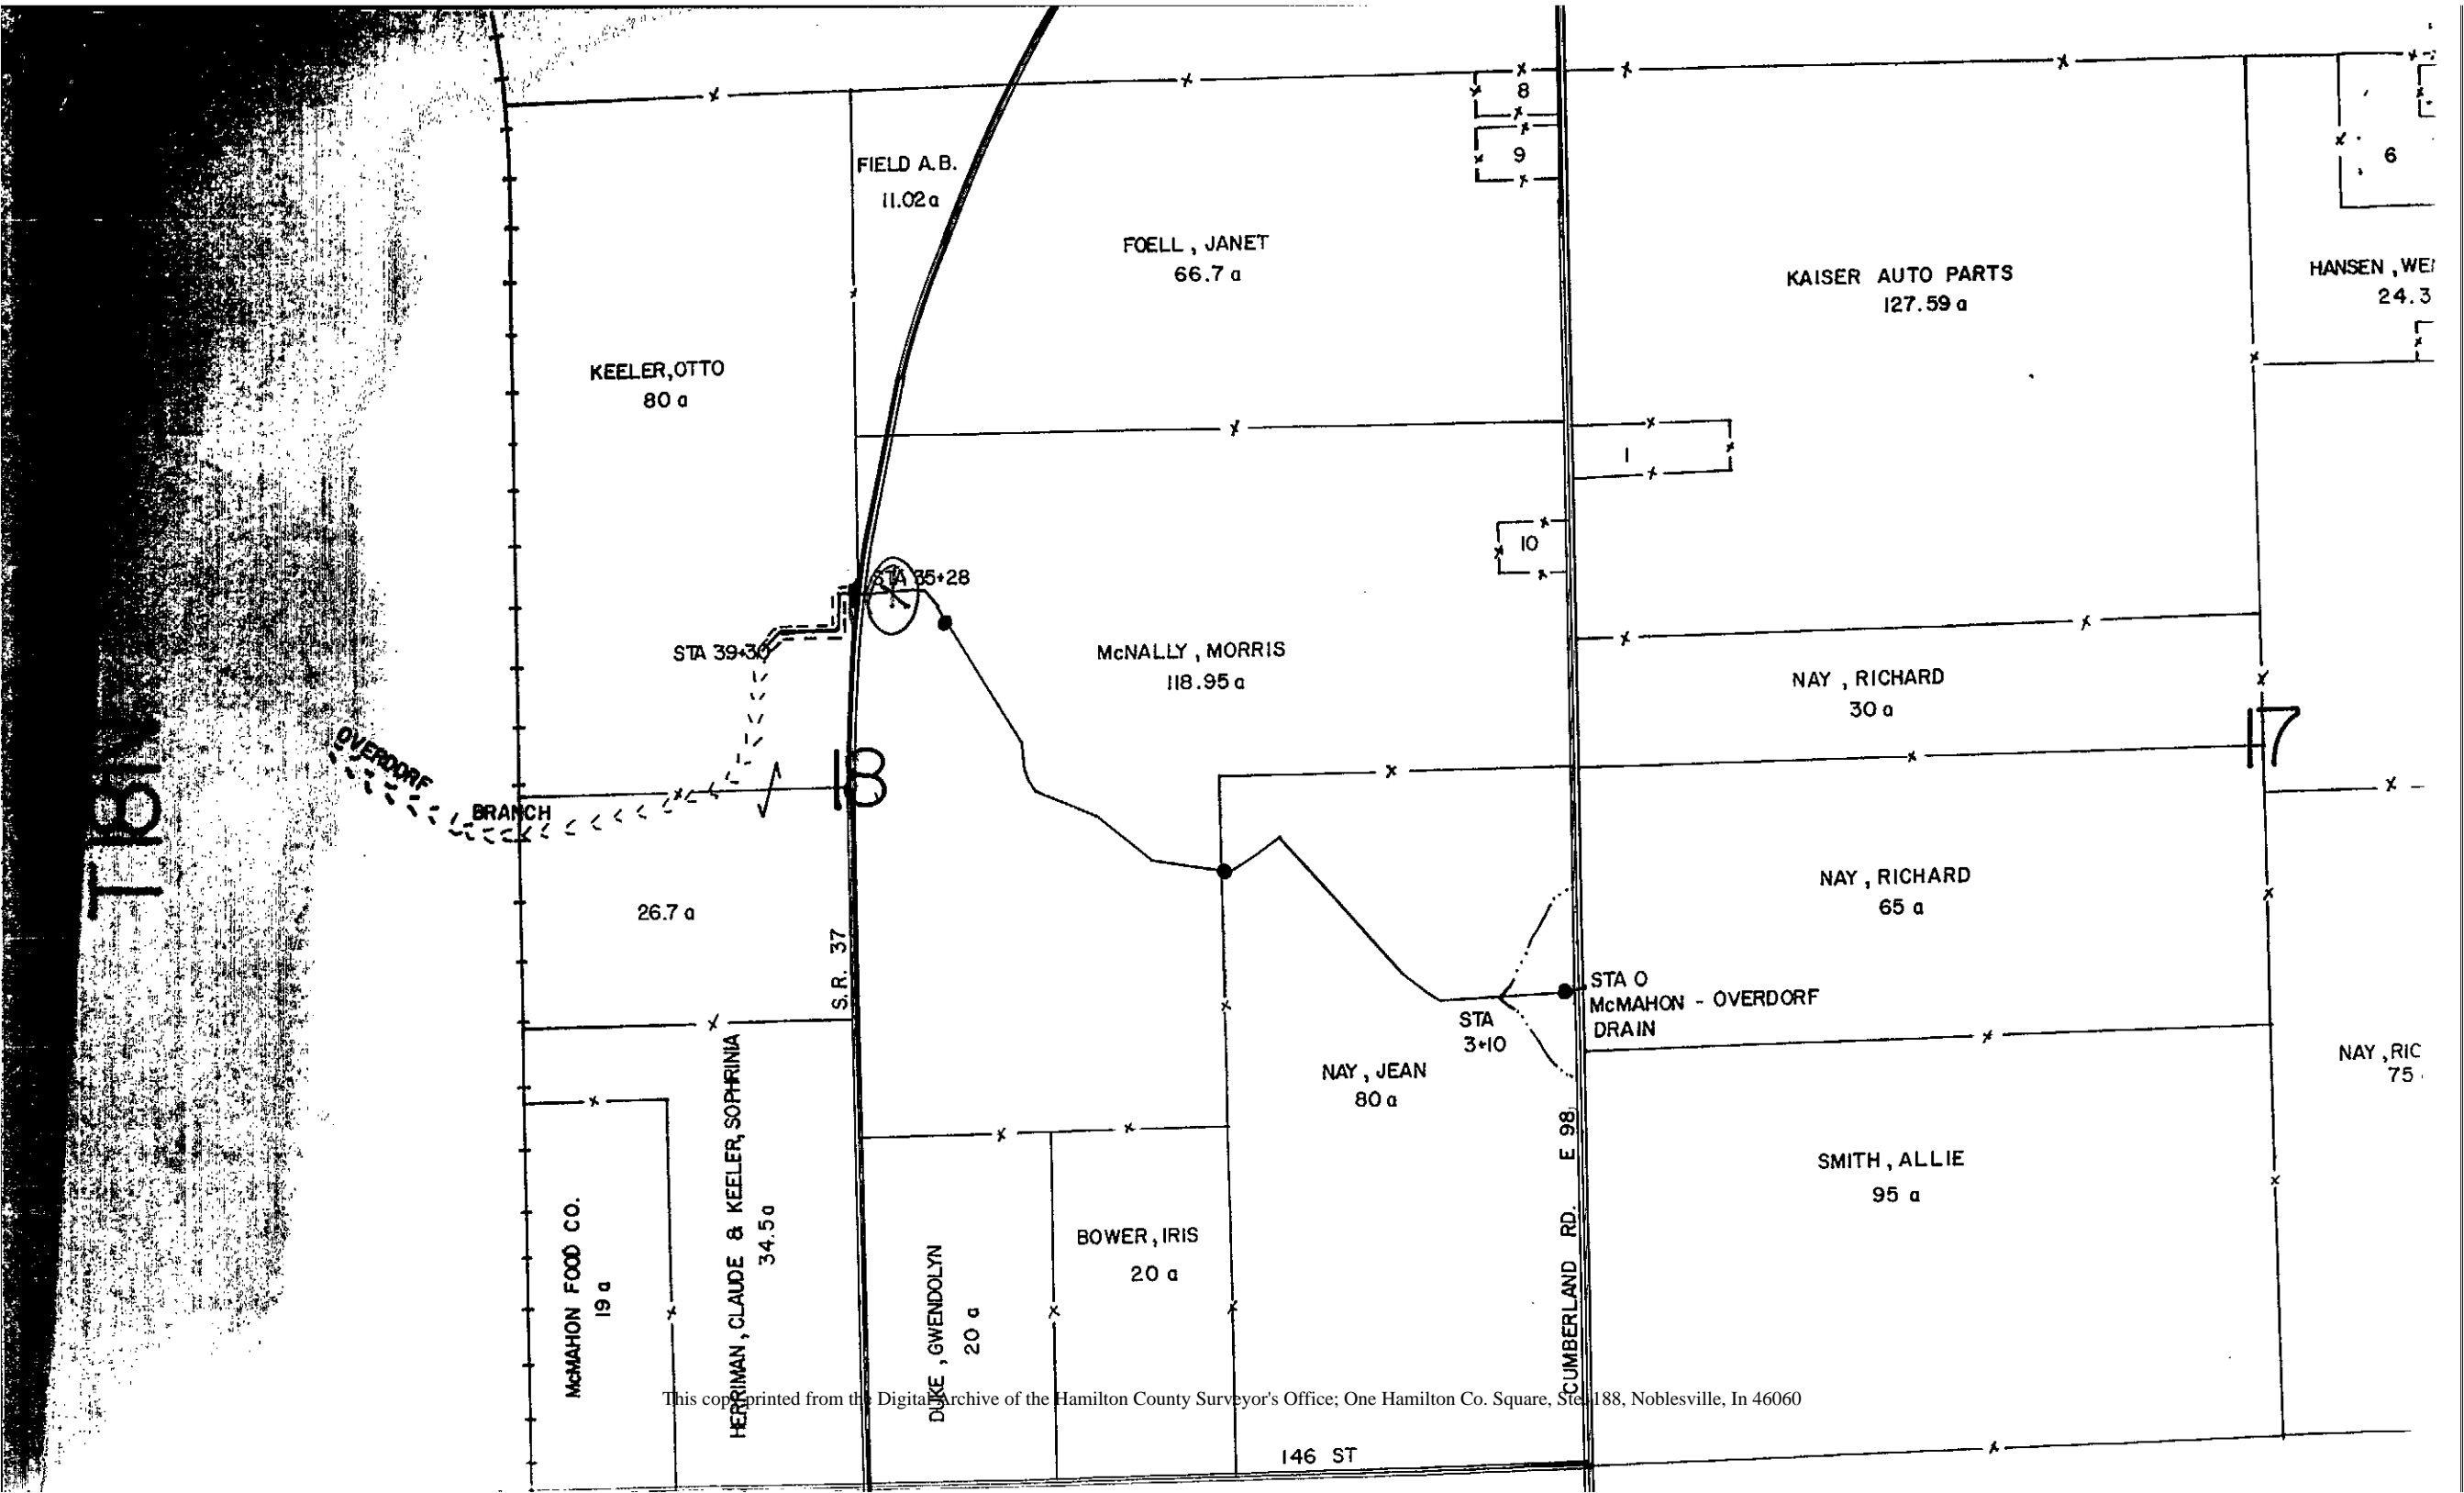 8
9
6
FIELD A.B.
11.02 a
FOELL, JANET
66.7 a
KAISER AUTO PARTS
127.59 a
HANSEN, WE
24.3
KEELER, OTTO
80 a
1
10
STA 35+28
STA 39+30
McNALLY, MORRIS
118.95 a
NAY, RICHARD
30 a
17
18
OVERDORF
BRANCH
T18N
26.7 a
S.R. 37
NAY, RICHARD
65 a
STA 0
McMAHON - OVERDORF
DRAIN
STA
3+10
NAY, JEAN
80 a
NAY, RIC
75
E 98
CUMBERLAND RD.
SMITH, ALLIE
95 a
McMAHON FOOD CO.
19 a
HERRIMAN, CLAUDE & KEELER, SOPHRINIA
34.5 a
DUKE, GWENDOLYN
20 a
BOWER, IRIS
20 a
This copy printed from the Digital Archive of the Hamilton County Surveyor's Office; One Hamilton Co. Square, Ste. 188, Noblesville, In 46060
146 ST